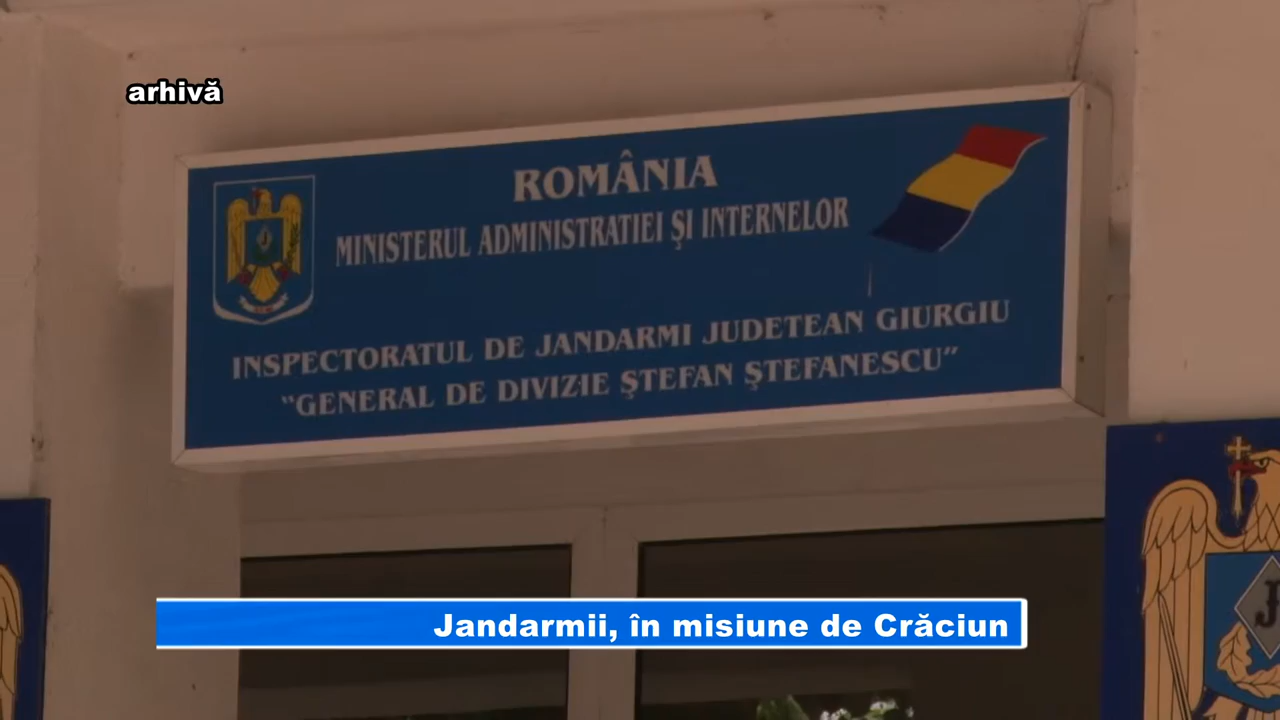 arhivă
ROMÂNIA
MINISTERUL ADMINISTRATIEI ŞI INTERNELOR
INSPECTORATUL DE JANDARMI JUDETEAN GIURGIU
“GENERAL DE DIVIZIE ŞTEFAN ŞTEFANESCU”
Jandarmii, în misiune de Crăciun